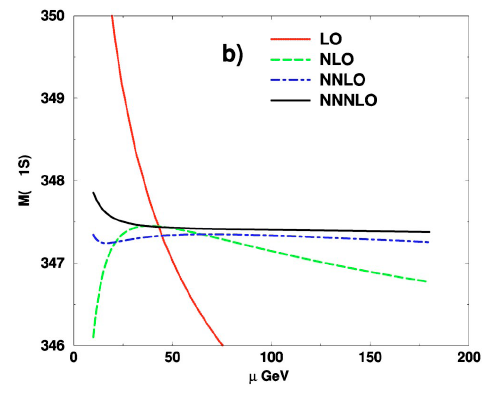 350
349
348
347
346
M( 1S)
b)
LO
NLO
NNLO
NNNLO
0
50
100
150
200
μ GeV